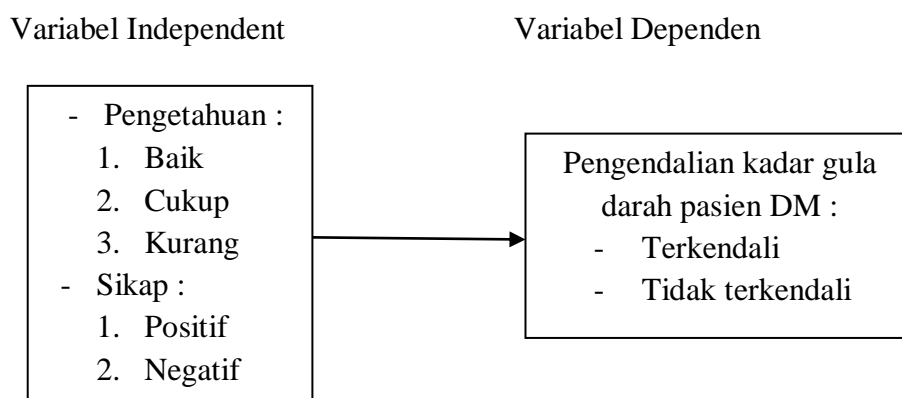 Variabel Independent
Variabel Dependen
- Pengetahuan :
1. Baik
2. Cukup
3. Kurang
- Sikap :
1. Positif
2. Negatif
Pengendalian kadar gula
darah pasien DM :
- Terkendali
- Tidak terkendali